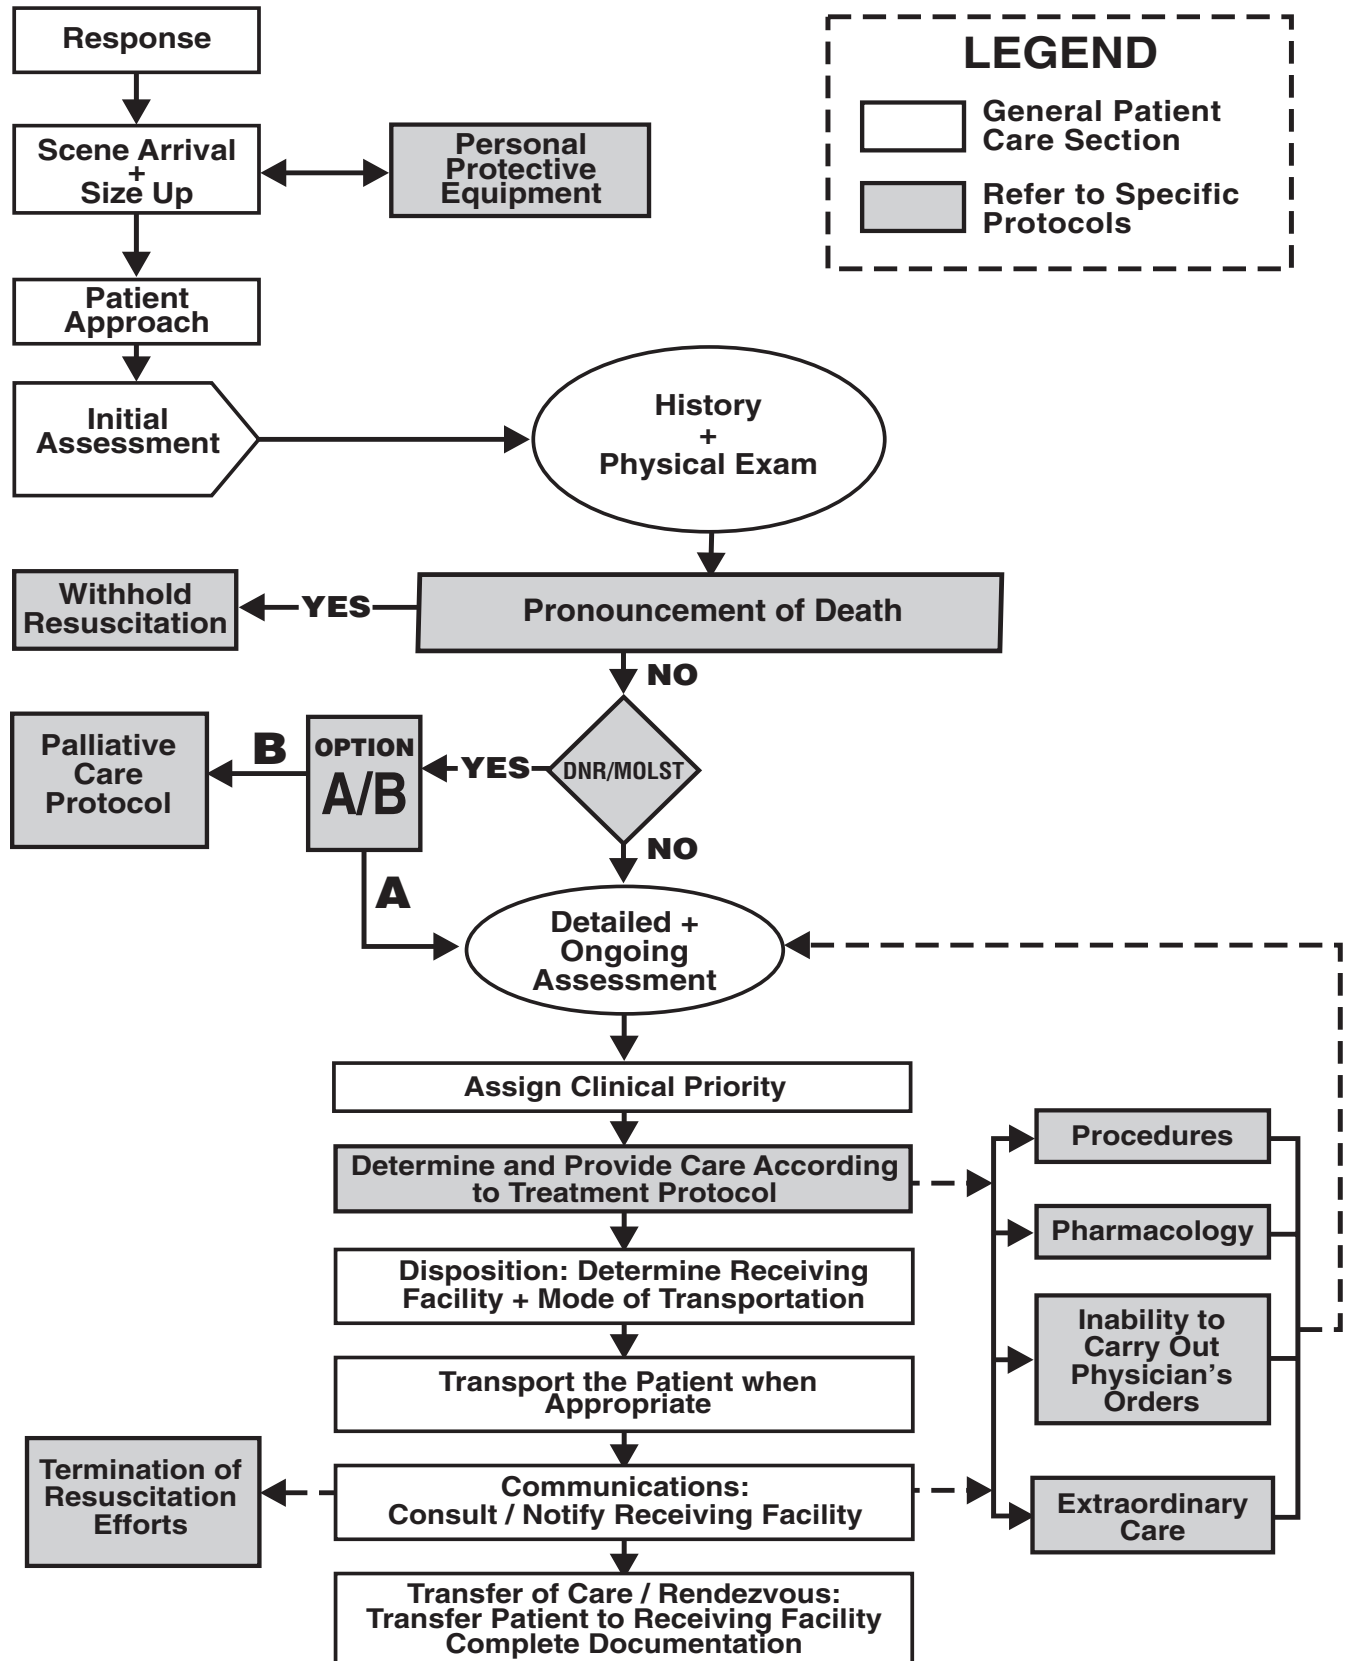 Response
LEGEND
General Patient
Care Section
Refer to Specific
Protocols
Scene Arrival
+
Size Up
Personal
Protective
Equipment
Patient
Approach
Initial
Assessment
History
+
Physical Exam
Withhold
Resuscitation
YES
Pronouncement of Death
NO
Palliative
Care
Protocol
B
OPTION
A/B
YES
DNR/MOLST
NO
A
Detailed +
Ongoing
Assessment
Assign Clinical Priority
Determine and Provide Care According
to Treatment Protocol
Procedures
Pharmacology
Inability to
Carry Out
Physician's
Orders
Extraordinary
Care
Disposition: Determine Receiving
Facility + Mode of Transportation
Transport the Patient when
Appropriate
Termination of
Resuscitation
Efforts
Communications:
Consult / Notify Receiving Facility
Transfer of Care / Rendezvous:
Transfer Patient to Receiving Facility
Complete Documentation